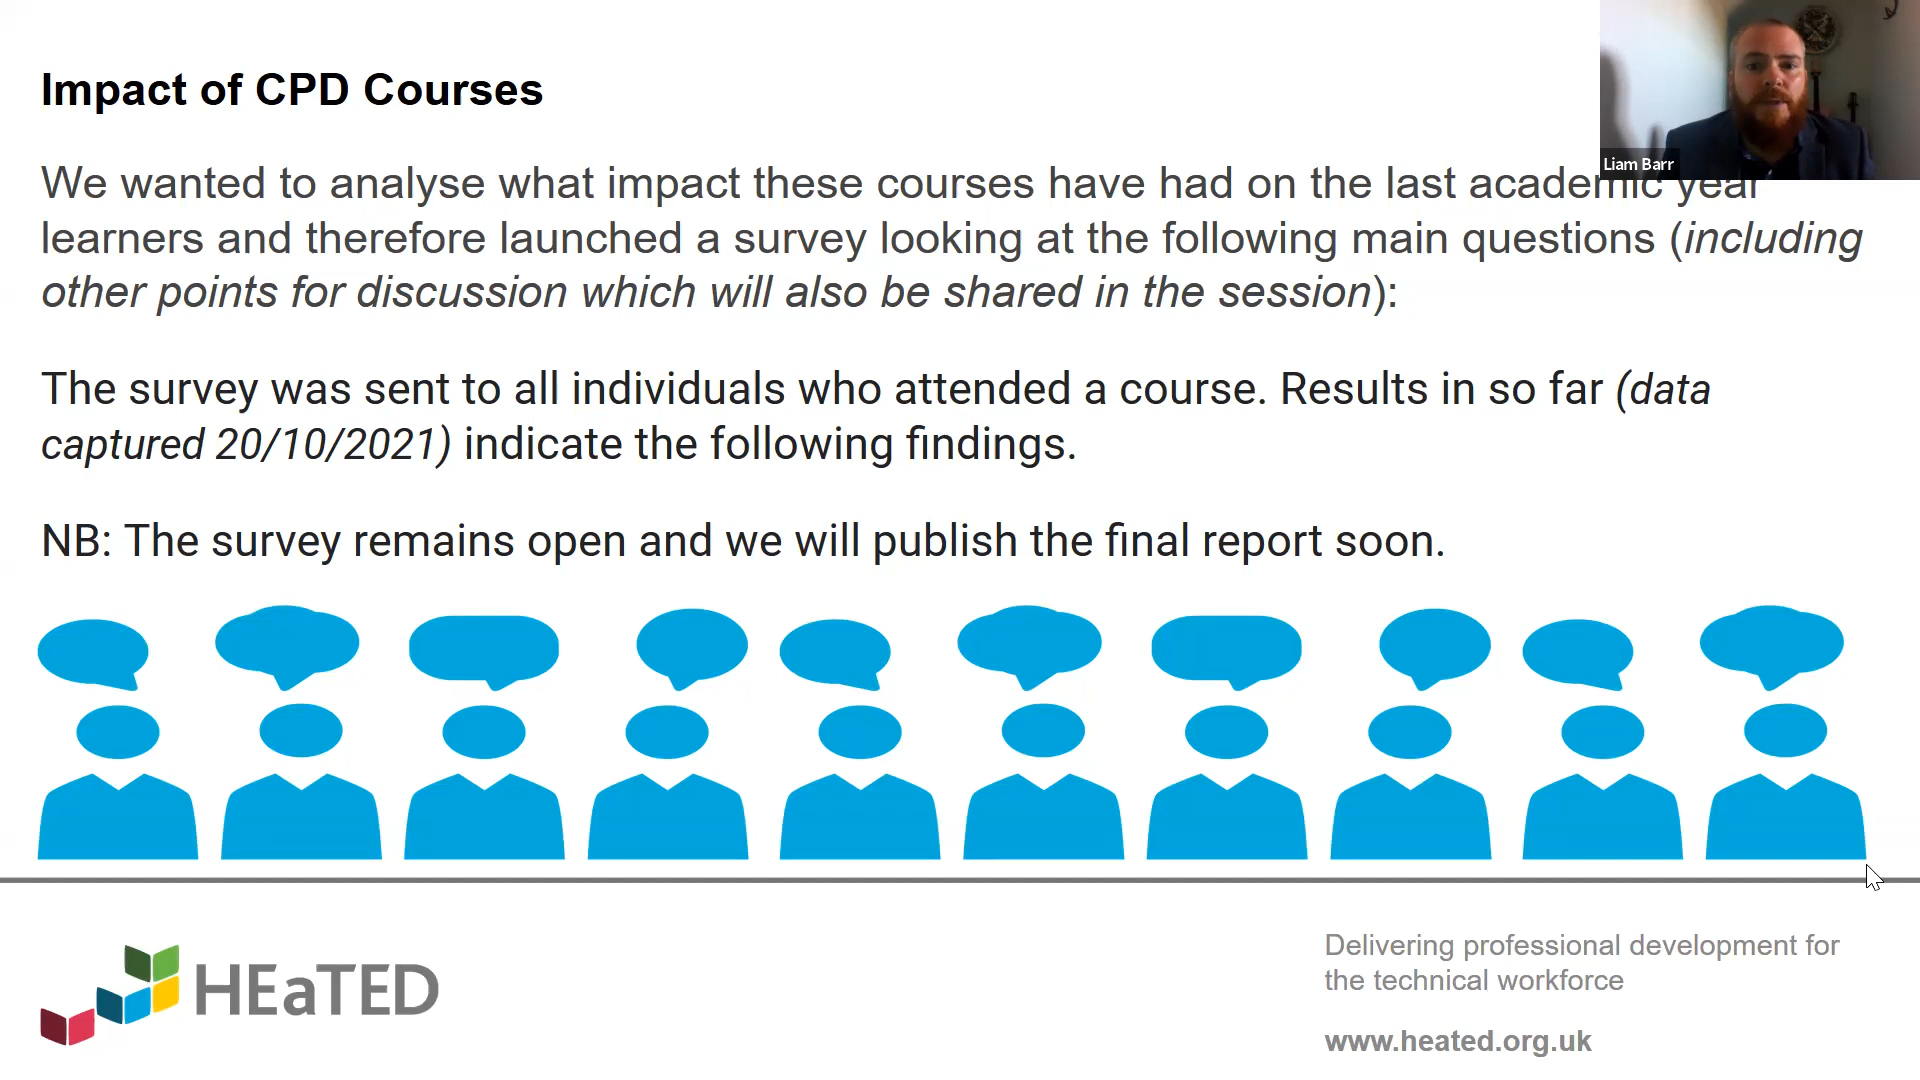 Impact of CPD Courses
Liam Barr
We wanted to analyse what impact these courses have had on the last academic year
learners and therefore launched a survey looking at the following main questions (including
other points for discussion which will also be shared in the session):
The survey was sent to all individuals who attended a course. Results in so far (data
captured 20/10/2021) indicate the following findings.
NB: The survey remains open and we will publish the final report soon.
HEaTED
Delivering professional development for
the technical workforce
www.heated.org.uk